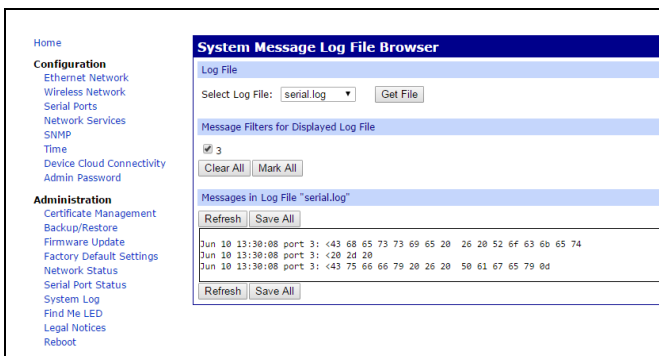 Home
Configuration
Ethernet Network
Wireless Network
Serial Ports
Network Services
SNMP
Time
Device Cloud Connectivity
Admin Password
Administration
Certificate Management
Backup/Restore
Firmware Update
Factory Default Settings
Network Status
Serial Port Status
System Log
Find Me LED
Legal Notices
Reboot
System Message Log File Browser
Log File
Select Log File: serial.log Get File
Message Filters for Displayed Log File
3
Clear All Mark All
Messages in Log File "serial.log"
Refresh Save All
Jun 10 13:30:08 port 3: <43 68 65 73 73 69 65 20 26 20 52 6f 63 6b 65 74
Jun 10 13:30:08 port 3: <20 2d 20
Jun 10 13:30:08 port 3: <43 75 66 66 79 20 26 20 50 61 67 65 79 0d
Refresh Save All